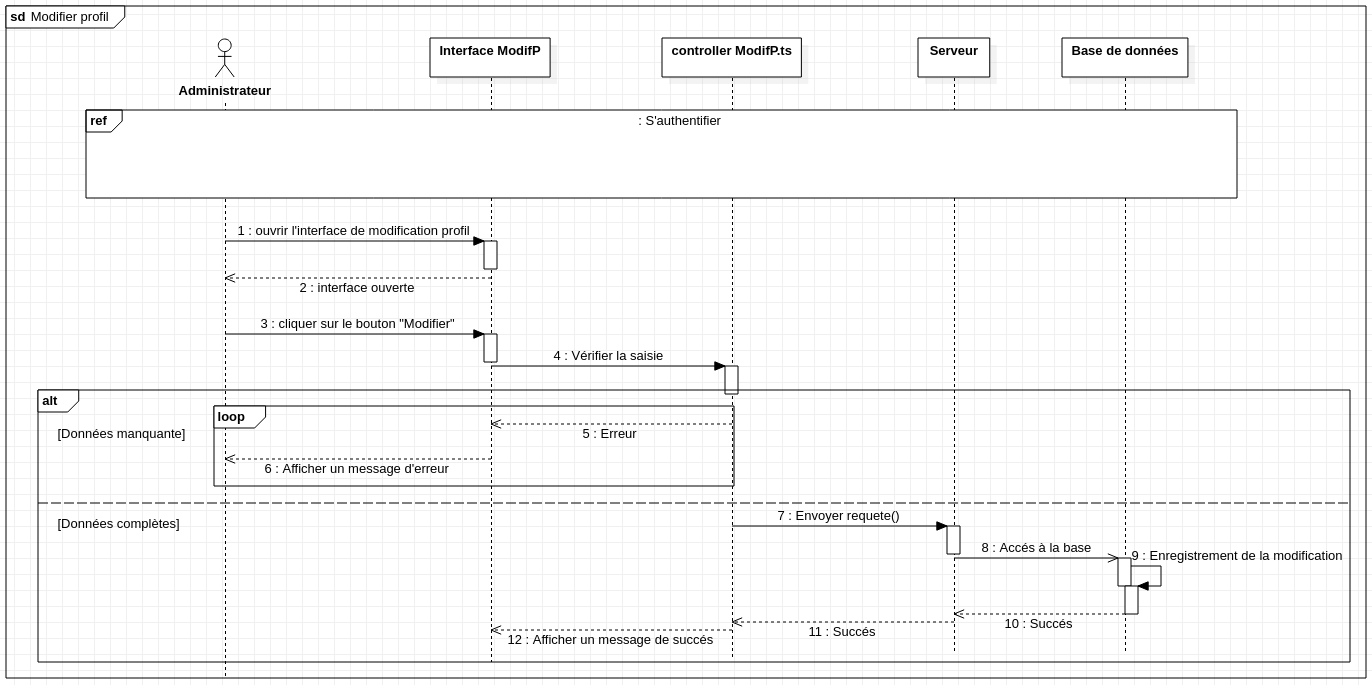 sd Modifier profil
Interface ModifP
controller ModifP.ts
Serveur
Base de données
Administrateur
ref
: S'authentifier
1 : ouvrir l'interface de modification profil
2 : interface ouverte
3 : cliquer sur le bouton "Modifier"
4 : Vérifier la saisie
alt
loop
[Données manquante]
5 : Erreur
6 : Afficher un message d'erreur
[Données complètes]
7 : Envoyer requete()
8 : Accés à la base
9 : Enregistrement de la modification
10 : Succés
11 : Succés
12 : Afficher un message de succés